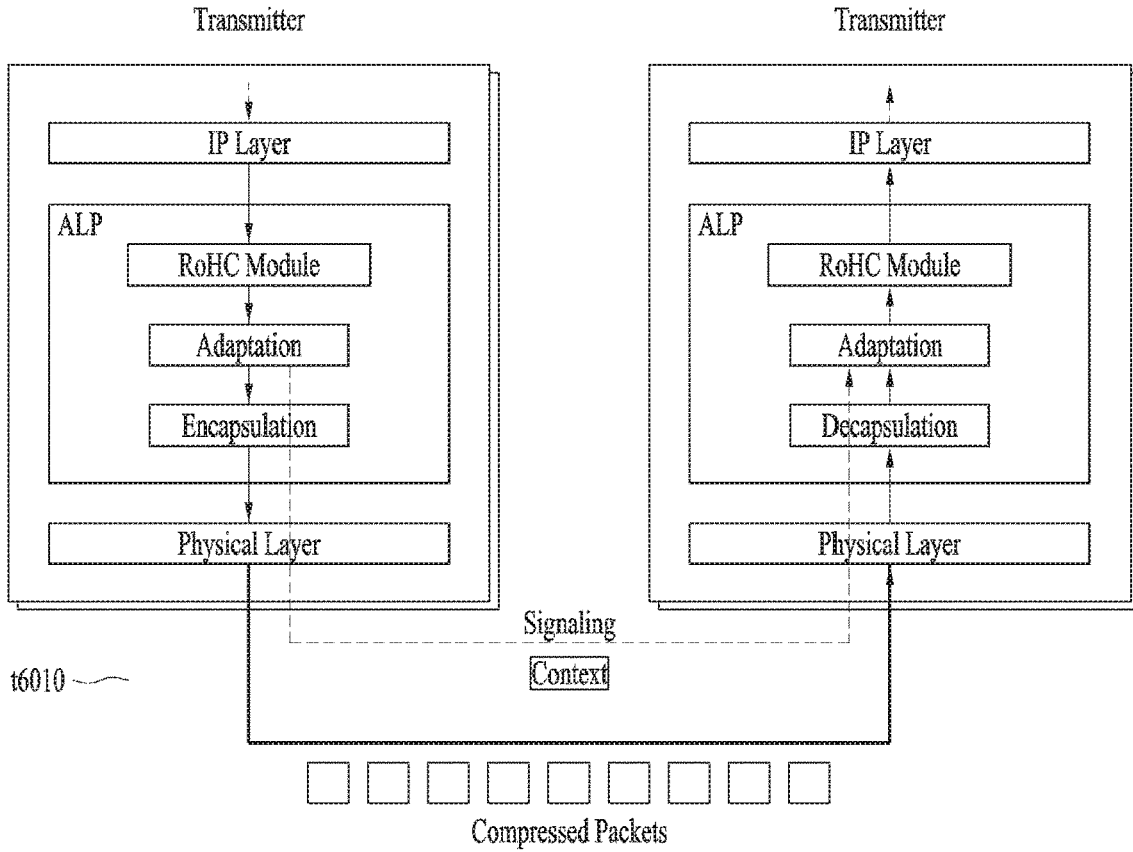 Transmitter
IP Layer
ALP
RoHC Module
Adaptation
Encapsulation
Physical Layer
Transmitter
IP Layer
ALP
RoHC Module
Adaptation
Decapsulation
Physical Layer
Signaling
Context
t6010
Compressed Packets